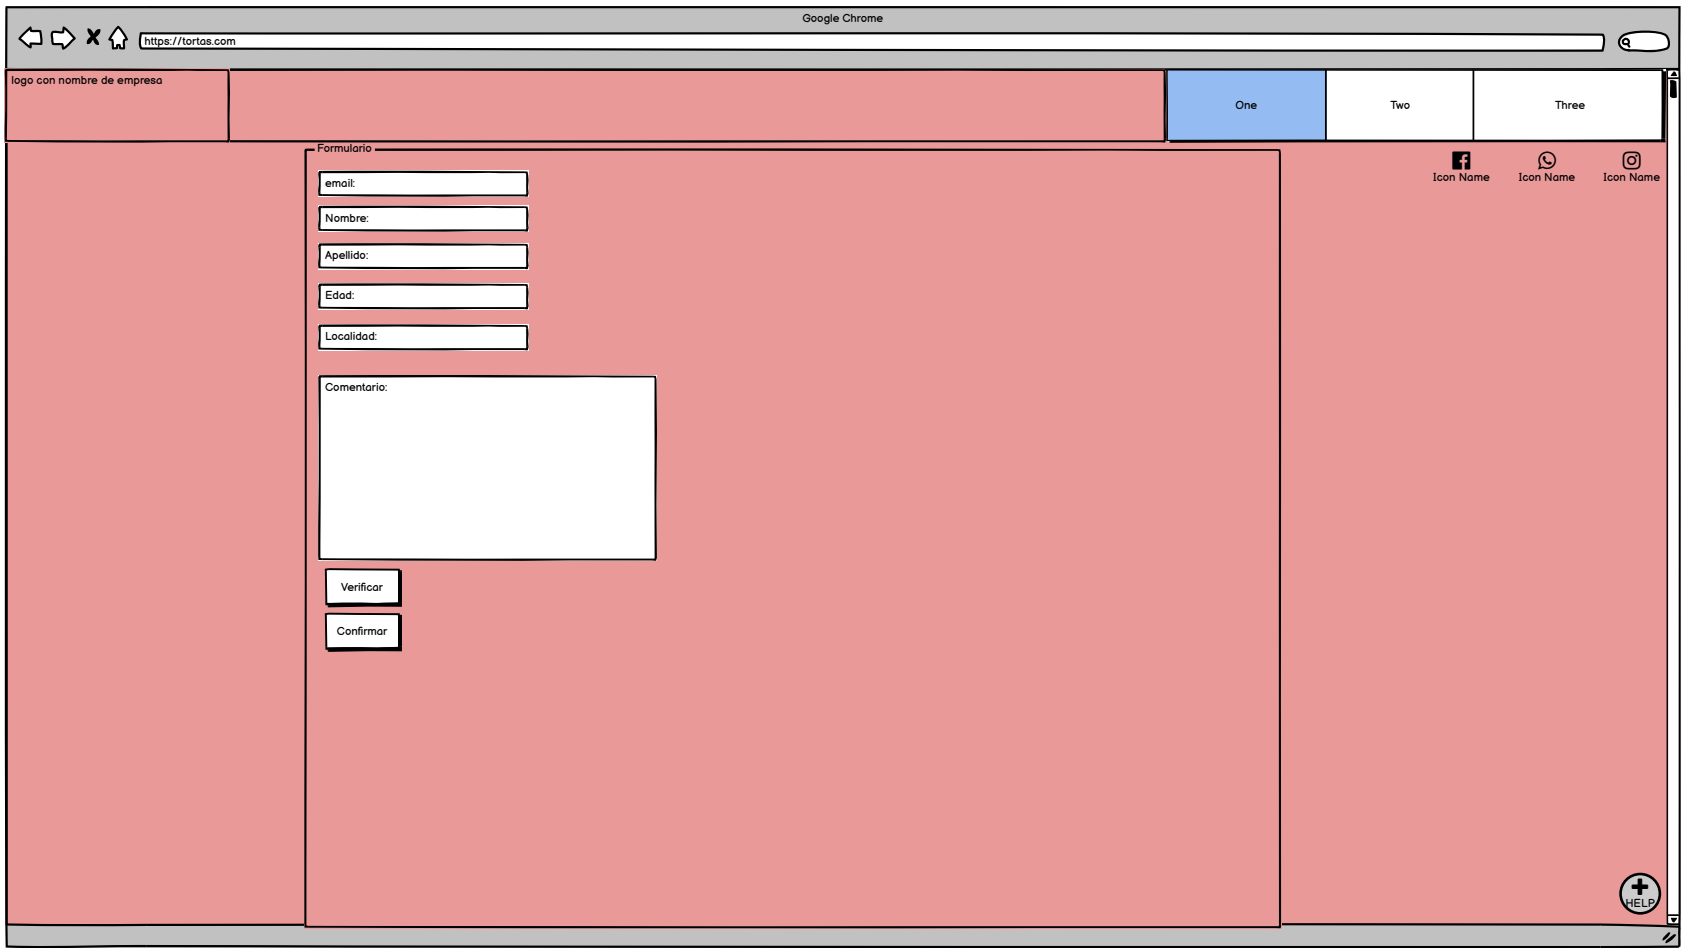 Google Chrome
https://tortas.com
logo con nombre de empresa
One
Two
Three
Formulario
Icon Name
Icon Name
Icon Name
email:
Nombre:
Apellido:
Edad:
Localidad:
Comentario:
Verificar
Confirmar
HELP